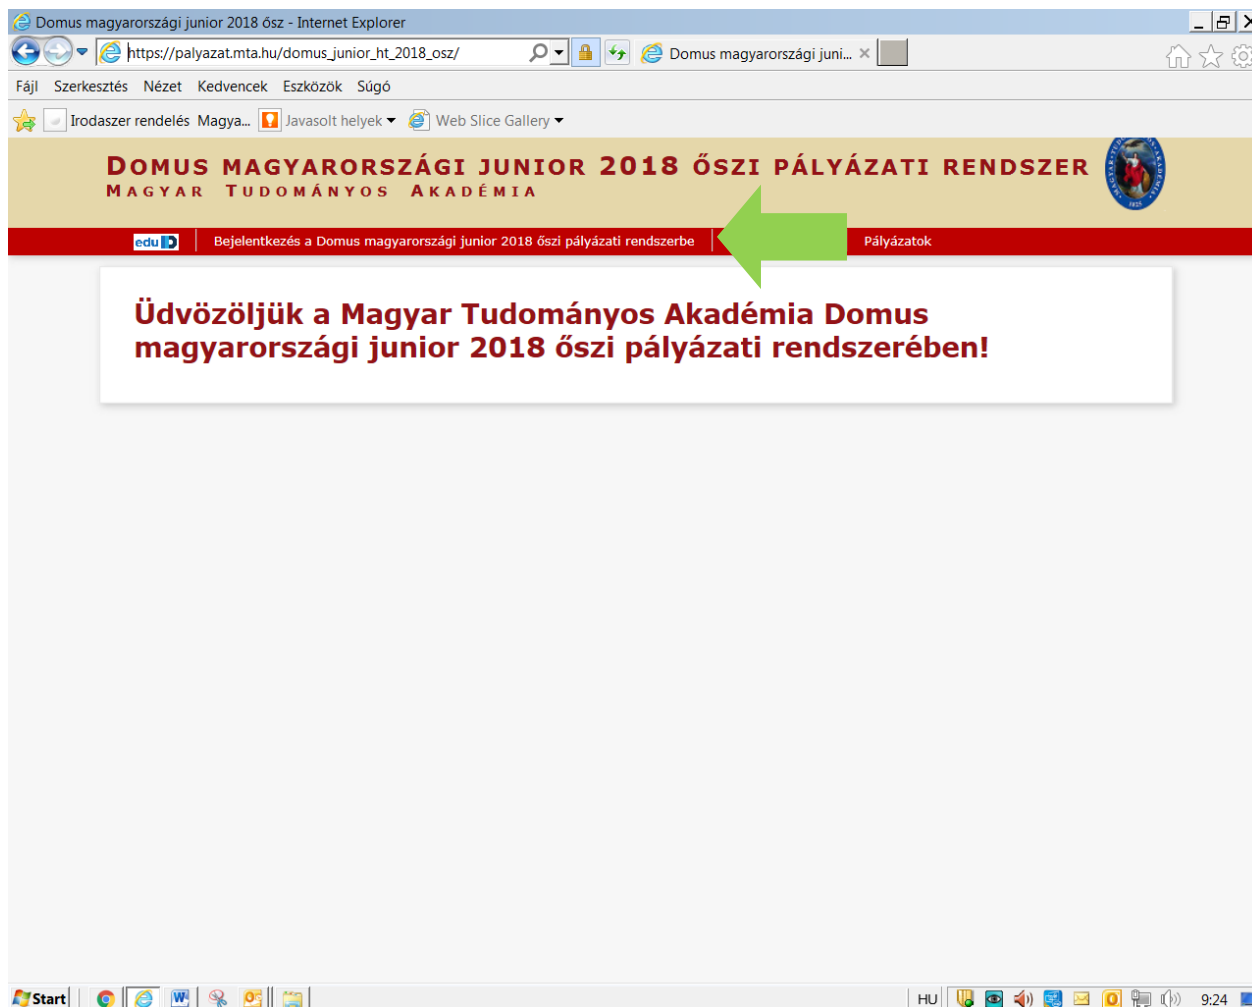 Domus magyarországi junior 2018 ősz - Internet Explorer
https://palyazat.mta.hu/domus_junior_ht_2018_osz/
Domus magyarországi juni...
Fájl Szerkesztés Nézet Kedvencek Eszközök Súgó
Irodaszer rendelés Magya... Javasolt helyek Web Slice Gallery
DOMUS MAGYARORSZÁGI JUNIOR 2018 ŐSZI PÁLYÁZATI RENDSZER
MAGYAR TUDOMÁNYOS AKADÉMIA
edu D Bejelentkezés a Domus magyarországi junior 2018 őszi pályázati rendszerbe Pályázatok
Üdvözöljük a Magyar Tudományos Akadémia Domus
magyarországi junior 2018 őszi pályázati rendszerében!
Start HU 9:24